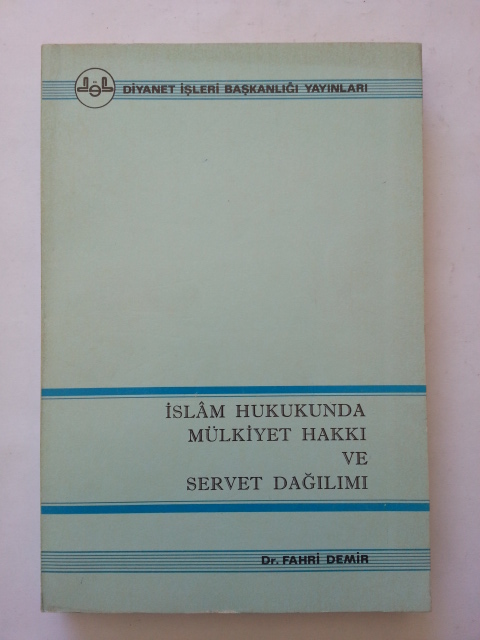 DİYANET İŞLERİ BAŞKANLIĞI YAYINLARI
İSLÂM HUKUKUNDA
MÜLKİYET HAKKI
VE
SERVET DAĞILIMI
Dr. FAHRİ DEMİR